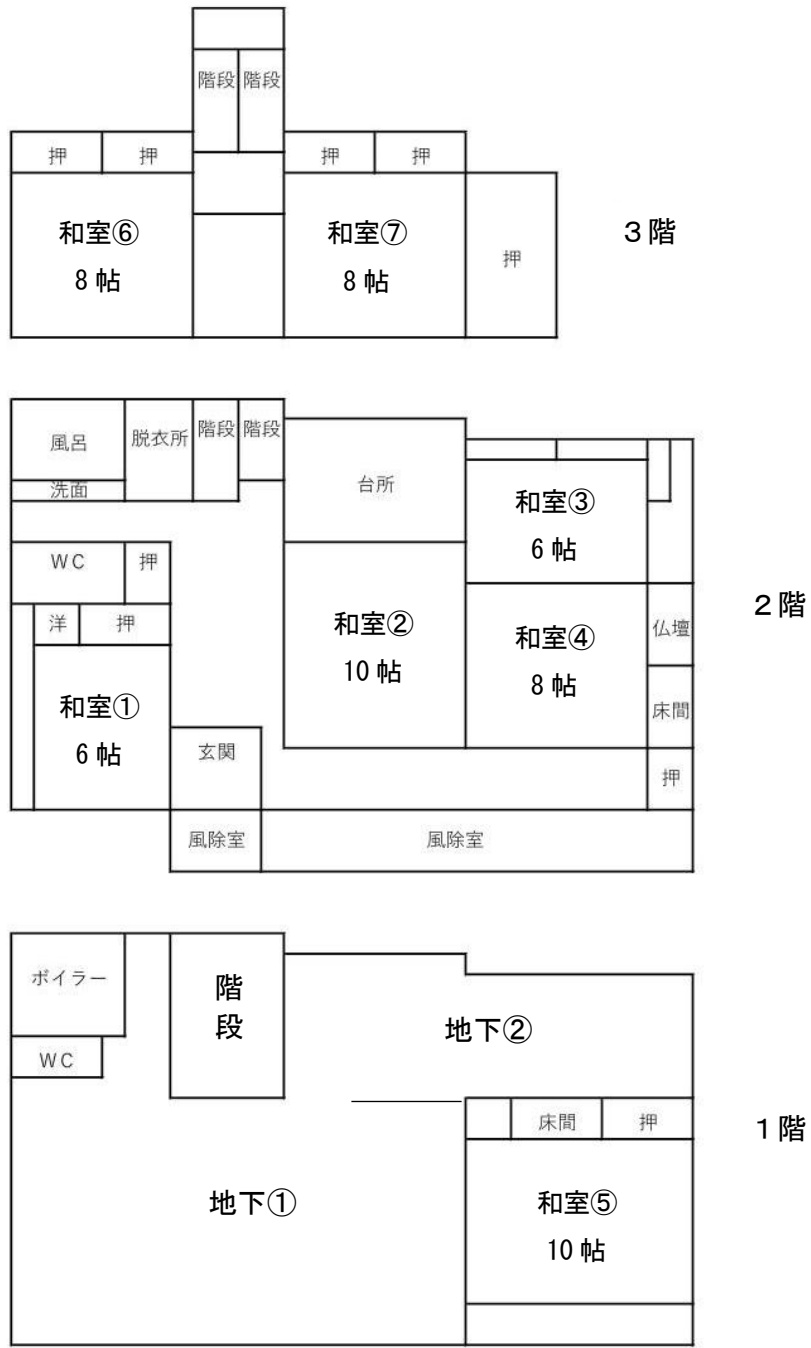 階段 階段
押 押 押 押
和室⑥ 和室⑦ 3階
8帖 8帖 押
風呂 脱衣所 階段 階段
洗面 台所
和室③
WC 押 6帖
洋 押 和室② 和室④ 仏壇 2階
10帖 8帖
和室① 床間
6帖 玄関
押
風除室 風除室
ボイラー 階段
地下②
WC
床間 押 1階
地下① 和室⑤
10帖